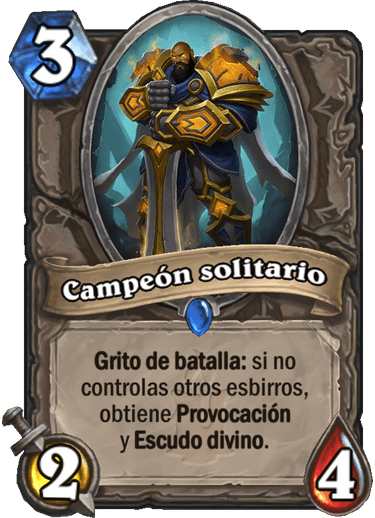 3
Campeón solitario
Grito de batalla: si no
controlas otros esbirros,
obtiene Provocación
y Escudo divino.
2
4